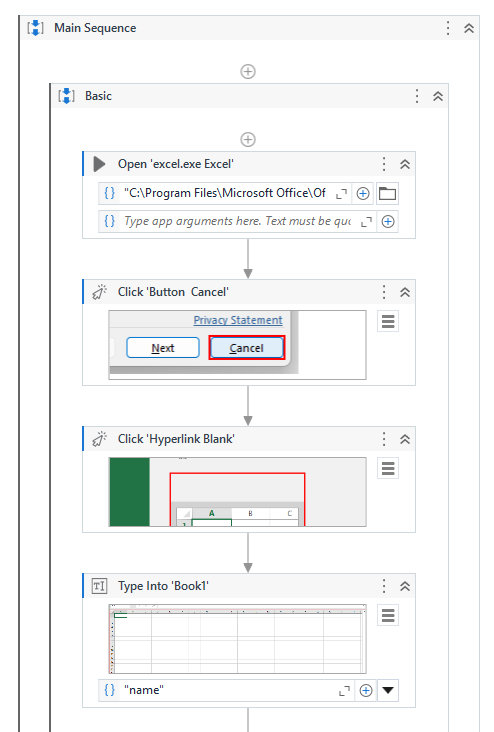 Main Sequence
Basic
Open 'excel.exe Excel'
"C:\Program Files\Microsoft Office\Of
Type app arguments here. Text must be quo
Click 'Button  Cancel'
Privacy Statement
Next Cancel
Click 'Hyperlink Blank'
A B C
1
Type Into 'Book1'
"name"